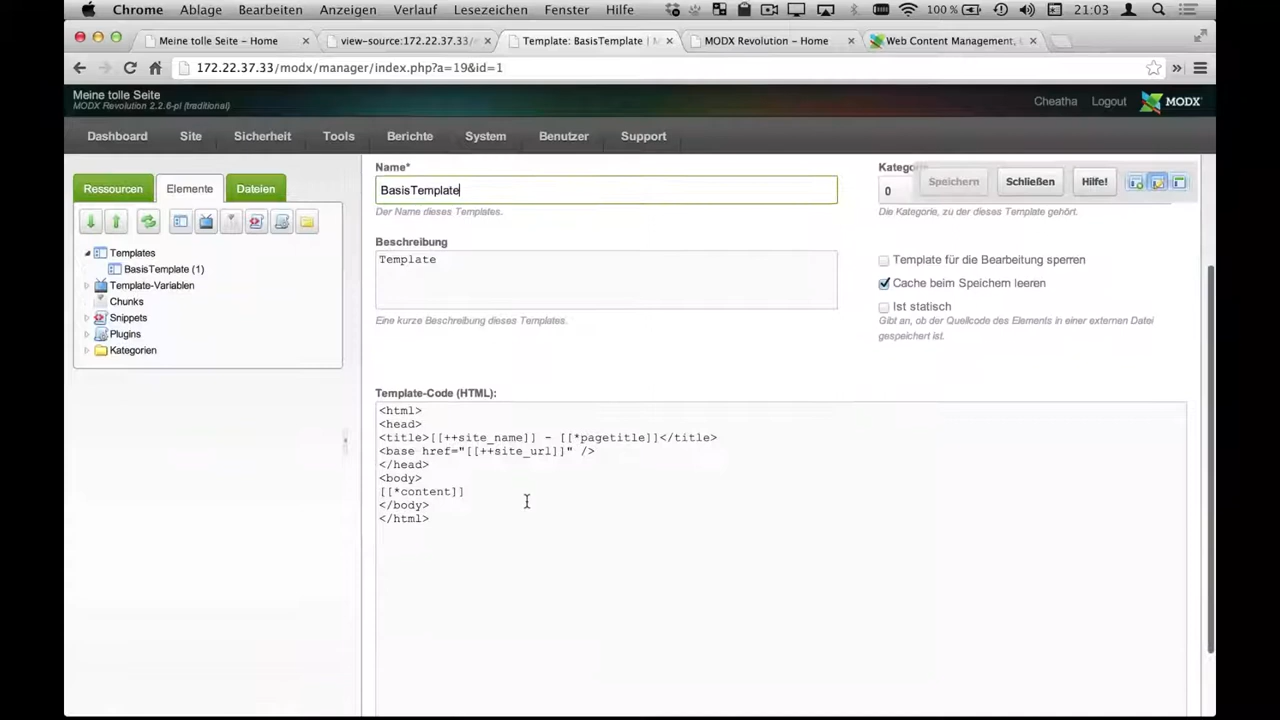 Chrome Ablage Bearbeiten Anzeigen Verlauf Lesezeichen Fenster Hilfe 100 % 21:03
Meine tolle Seite – Home view-source:172.22.37.33/ Template: BasisTemplate | M MODX Revolution – Home Web Content Management,
172.22.37.33/modx/manager/index.php?a=19&id=1
Meine tolle Seite
MODX Revolution 2.2.6-pl (traditional)
Cheatha Logout MODX
Dashboard Site Sicherheit Tools Berichte System Benutzer Support
Ressourcen Elemente Dateien
Templates
BasisTemplate (1)
Template-Variablen
Chunks
Snippets
Plugins
Kategorien
Name*
BasisTemplate
Der Name dieses Templates.
Beschreibung
Template
Eine kurze Beschreibung dieses Templates.
Katego
0
Speichern Schließen Hilfe!
Die Kategorie, zu der dieses Template gehört.
Template für die Bearbeitung sperren
Cache beim Speichern leeren
Ist statisch
Gibt an, ob der Quellcode des Elements in einer externen Datei
gespeichert ist.
Template-Code (HTML):
<html>
<head>
<title>[[++site_name]] - [[*pagetitle]]</title>
<base href="[[++site_url]]" />
</head>
<body>
[[*content]]
</body>
</html>